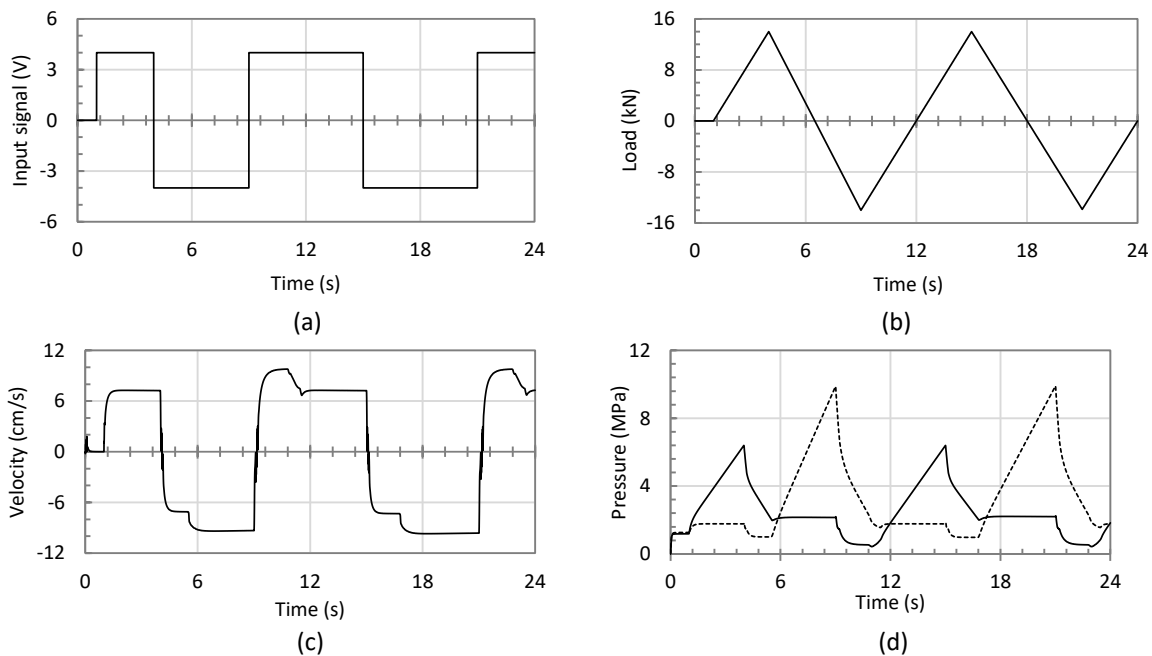 6
3
0
-3
-6
Input signal (V)
0 6 12 18 24
Time (s)
(a)
16
8
0
-8
-16
Load (kN)
0 6 12 18 24
Time (s)
(b)
12
6
0
-6
-12
Velocity (cm/s)
0 6 12 18 24
Time (s)
(c)
12
8
4
0
Pressure (MPa)
0 6 12 18 24
Time (s)
(d)